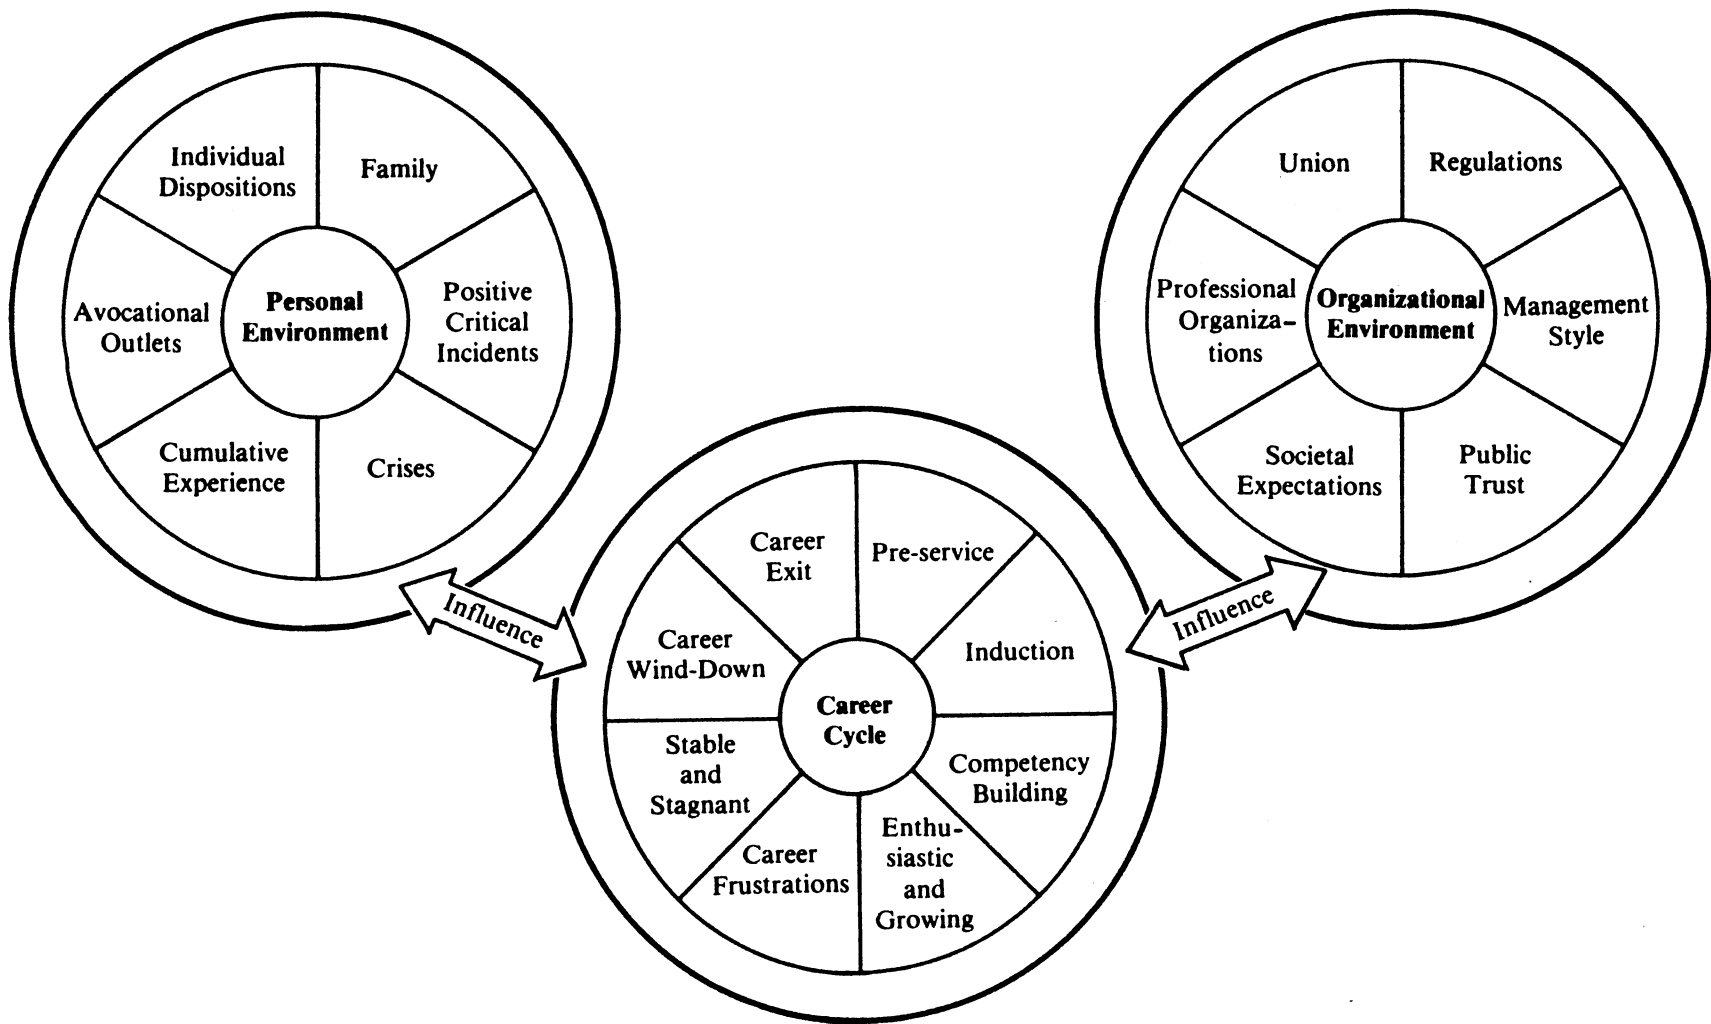 Individual
Dispositions
Family
Positive
Critical
Incidents
Crises
Cumulative
Experience
Avocational
Outlets
Personal
Environment
Union
Regulations
Management
Style
Public
Trust
Societal
Expectations
Professional
Organiza-
tions
Organizational
Environment
Influence
Influence
Career
Exit
Pre-service
Induction
Competency
Building
Enthu-
siastic
and
Growing
Career
Frustrations
Stable
and
Stagnant
Career
Wind-Down
Career
Cycle